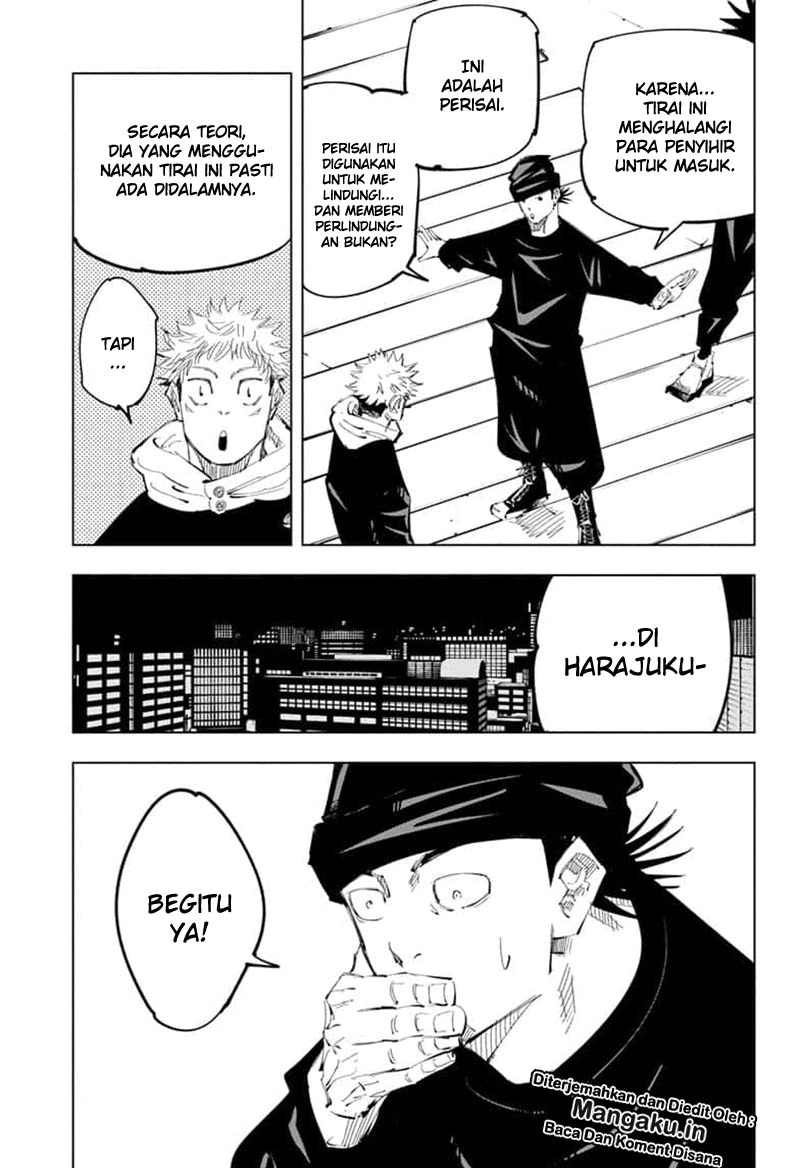 KARENA...
TIRAI INI
MENGHALANGI
PARA PENYIHIR
UNTUK MASUK.
INI
ADALAH
PERISAI.
PERISAI ITU
DIGUNAKAN
UNTUK ME-
LINDUNGI...
DAN MEMBERI
PERLINDUNG-
AN BUKAN?
SECARA TEORI,
DIA YANG MENGGU-
NAKAN TIRAI INI PASTI
ADA DIDALAMNYA.
TAPI
...
...DI
HARAJUKU-
BEGITU
YA!
Diterjemahkan dan Diedit Oleh :
Mangaku.in
Baca Dan Koment Disana